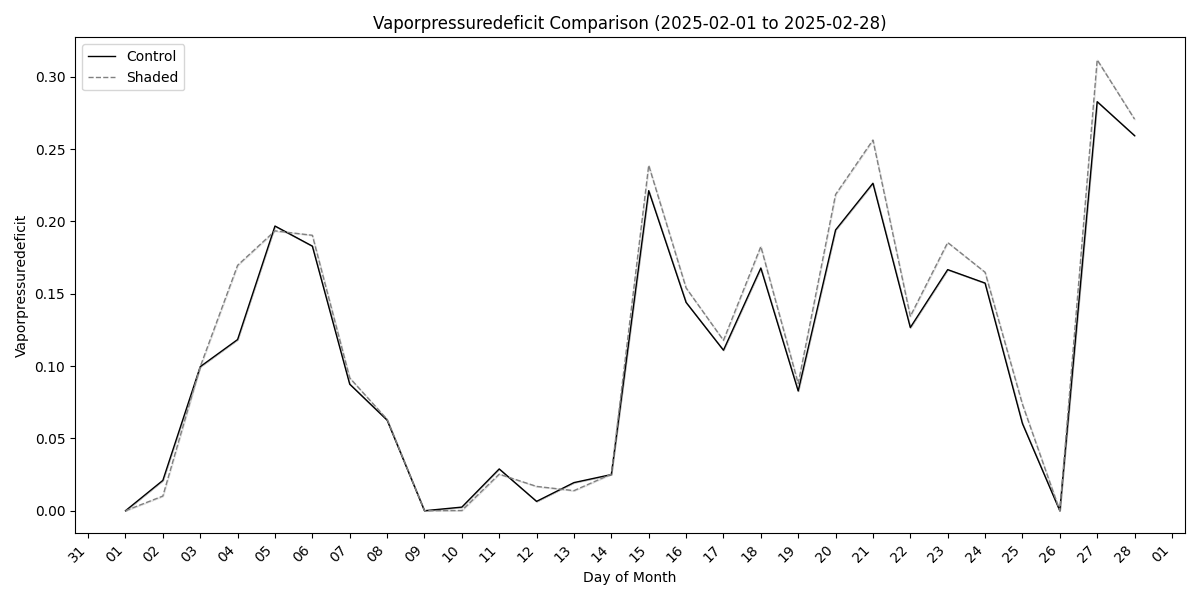 Vaporpressuredeficit Comparison (2025-02-01 to 2025-02-28)
Control
Shaded
0.30
0.25
0.20
0.15
0.10
0.05
0.00
Vaporpressuredeficit
31 01 02 03 04 05 06 07 08 09 10 11 12 13 14 15 16 17 18 19 20 21 22 23 24 25 26 27 28 01
Day of Month